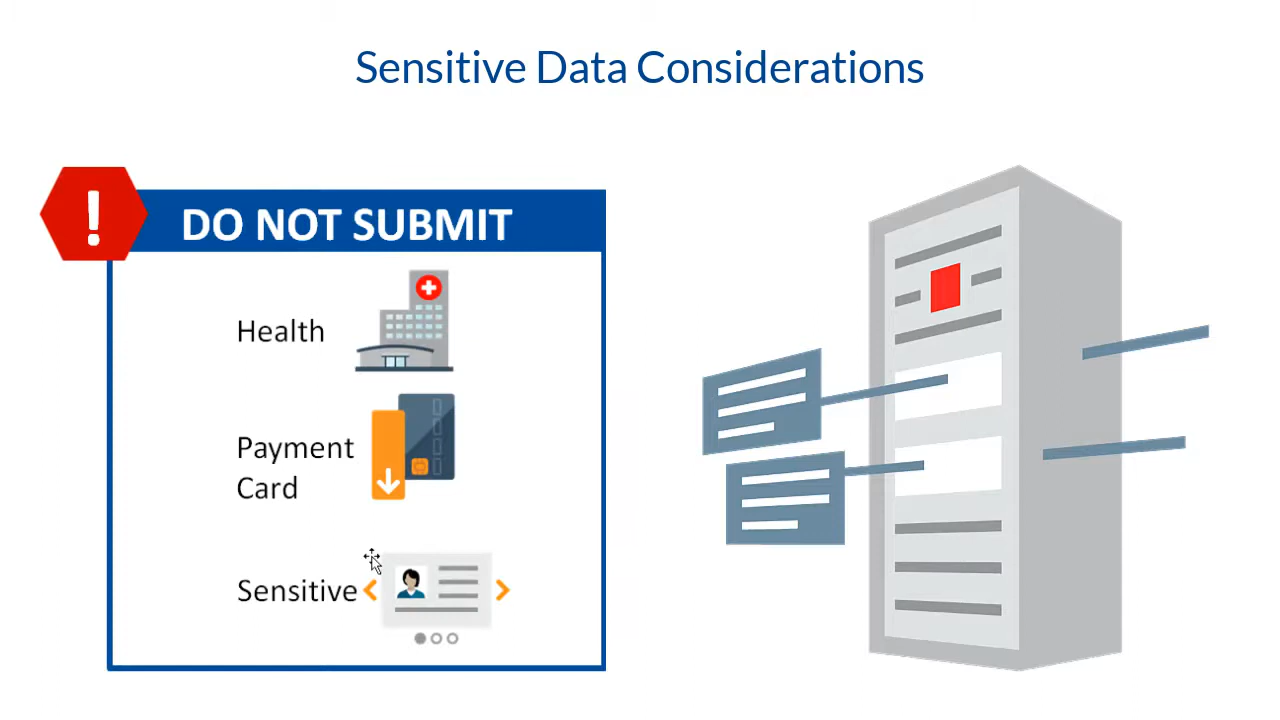 Sensitive Data Considerations
!
DO NOT SUBMIT
Health
Payment
Card
Sensitive